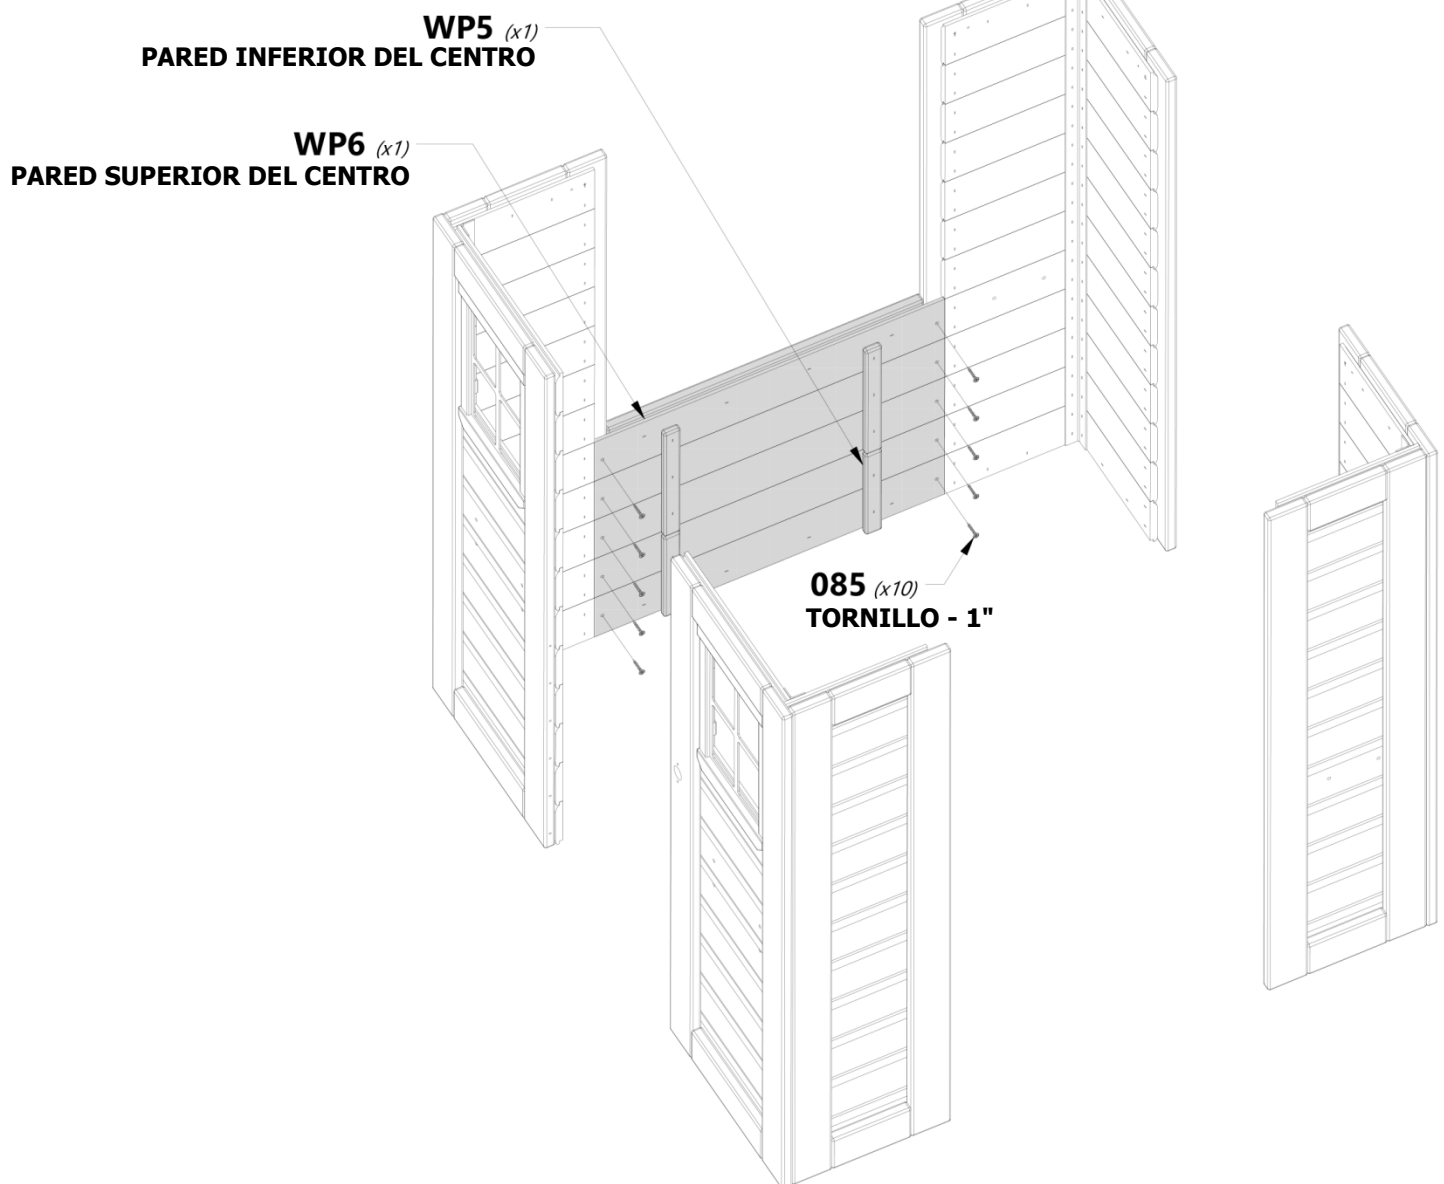 WP5 (x1)
PARED INFERIOR DEL CENTRO
WP6 (x1)
PARED SUPERIOR DEL CENTRO
085 (x10)
TORNILLO - 1"